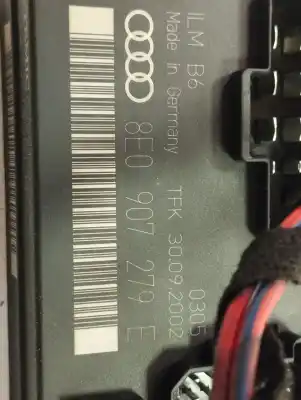 ILM B6 0305
Made in Germany TFK 30.09.2002
8E0 907 279 E